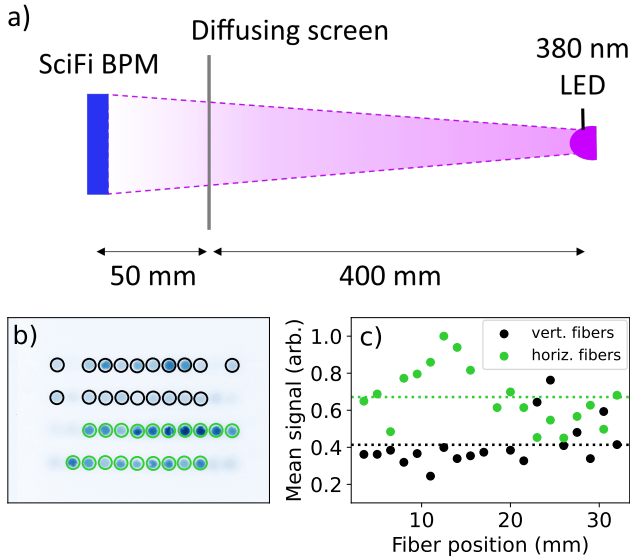 a)
Diffusing screen
SciFi BPM
380 nm
LED
50 mm
400 mm
b)
c)
vert. fibers
horiz. fibers
Mean signal (arb.)
1.0
0.8
0.6
0.4
0.2
10
20
30
Fiber position (mm)